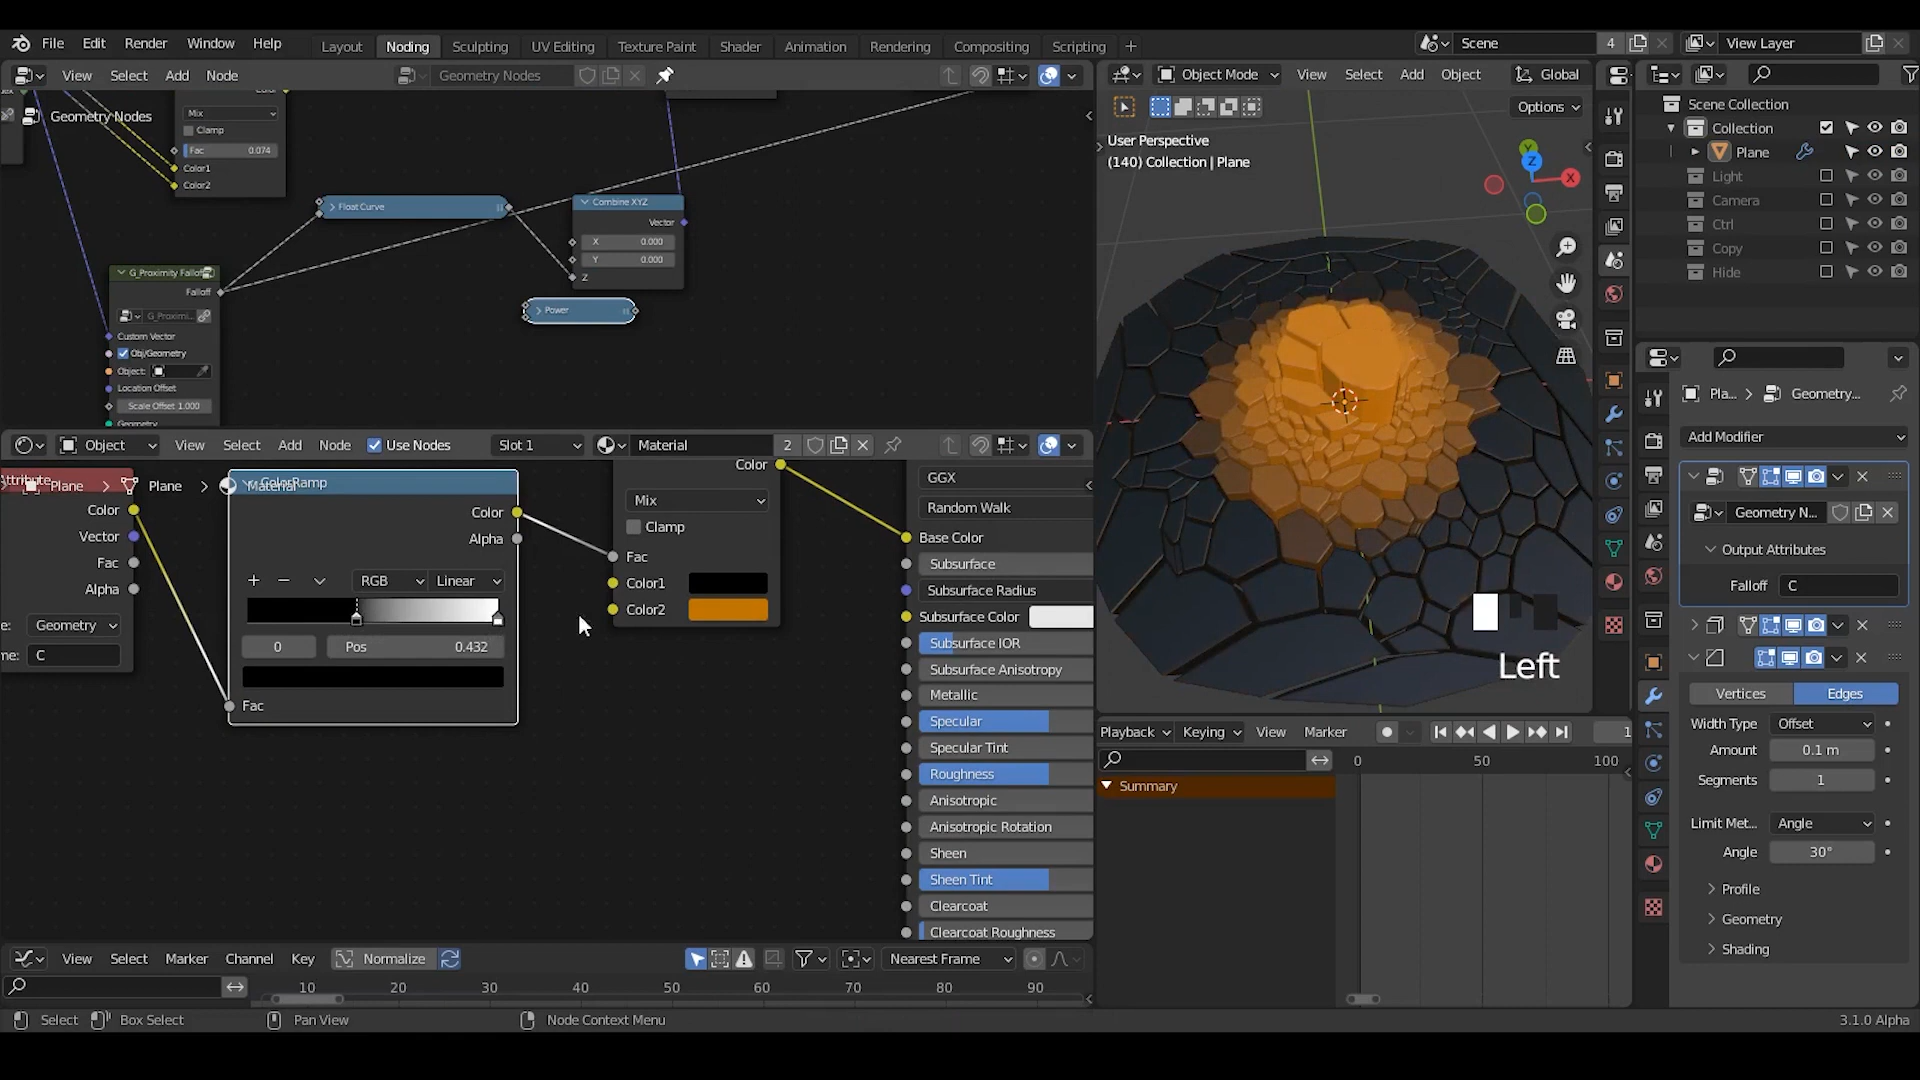 File Edit Render Window Help
Layout Noding Sculpting UV Editing Texture Paint Shader Animation Rendering Compositing Scripting +
Scene 4 View Layer
View Select Add Node Geometry Nodes
Object Mode View Select Add Object Global
Geometry Nodes
Mix
Clamp
Fac 0.074
Color1
Color2
Float Curve
Combine XYZ
Vector
X 0.000
Y 0.000
Z
G_Proximity Falloff
Falloff
G_Proximi...
Custom Vector
Obj/Geometry
Object:
Location Offset
Scale Offset 1.000
Power
Options
User Perspective
(140) Collection | Plane
Z
X
Left
Scene Collection
Collection
Plane
Light
Camera
Ctrl
Copy
Hide
Object View Select Add Node Use Nodes Slot 1 Material 2
Plane > Plane > Material
ColorRamp
Color
Vector
Fac
Alpha
Geometry
C
Color
Alpha
RGB Linear
0 Pos 0.432
Fac
Color
Mix
Clamp
Fac
Color1
Color2
GGX
Random Walk
Base Color
Subsurface
Subsurface Radius
Subsurface Color
Subsurface IOR
Subsurface Anisotropy
Metallic
Specular
Specular Tint
Roughness
Anisotropic
Anisotropic Rotation
Sheen
Sheen Tint
Clearcoat
Clearcoat Roughness
Playback Keying View Marker 1
0 50 100
Summary
Pla... > Geometry...
Add Modifier
Geometry N...
Output Attributes
Falloff C
Vertices Edges
Width Type Offset
Amount 0.1 m
Segments 1
Limit Met... Angle
Angle 30°
Profile
Geometry
Shading
View Select Marker Channel Key Normalize Nearest Frame
10 20 30 40 50 60 70 80 90
Select Box Select Pan View Node Context Menu 3.1.0 Alpha